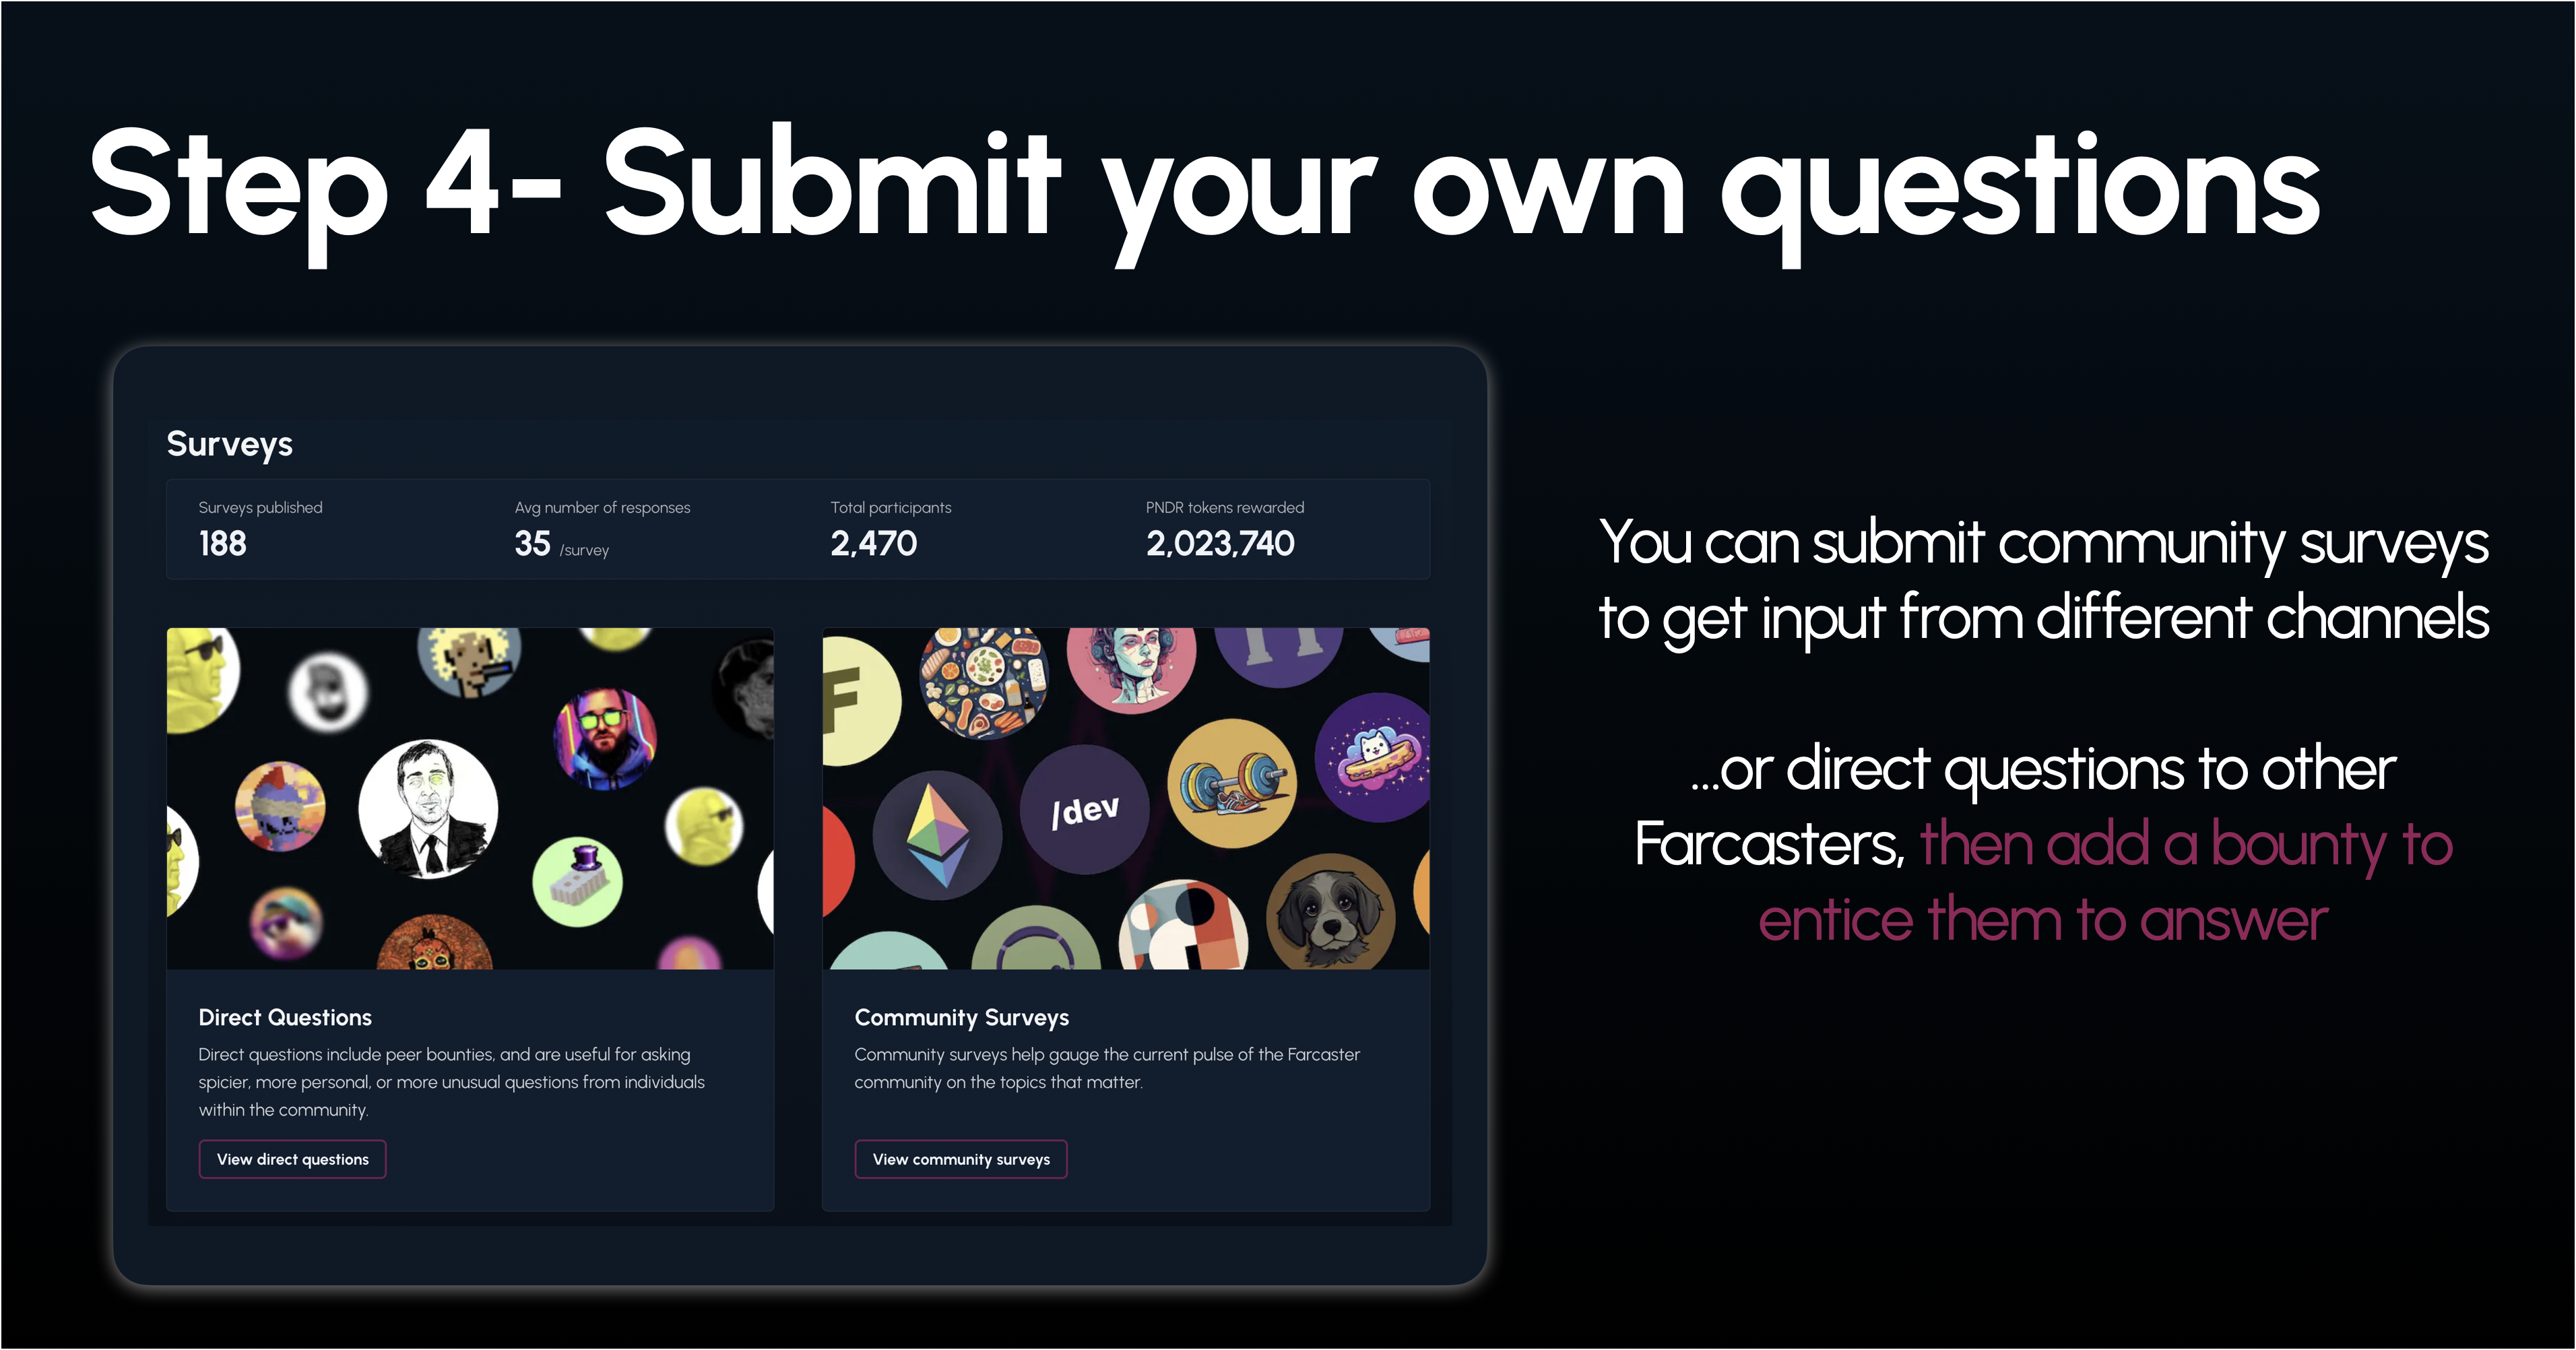 Step 4- Submit your own questions
Surveys
Surveys published
188
Avg number of responses
35 /survey
Total participants
2,470
PNDR tokens rewarded
2,023,740
F
/dev
Direct Questions
Direct questions include peer bounties, and are useful for asking
spicier, more personal, or more unusual questions from individuals
within the community.
View direct questions
Community Surveys
Community surveys help gauge the current pulse of the Farcaster
community on the topics that matter.
View community surveys
You can submit community surveys
to get input from different channels
...or direct questions to other
Farcasters, then add a bounty to
entice them to answer